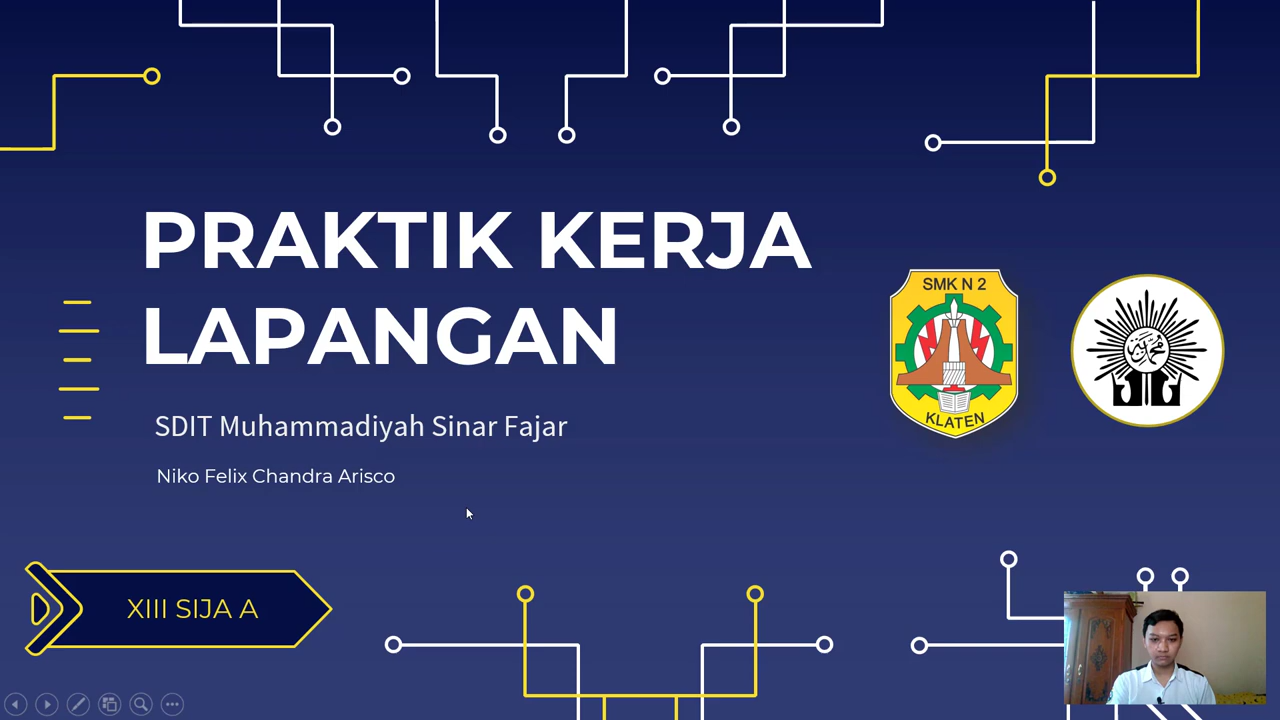 PRAKTIK KERJA
LAPANGAN
SDIT Muhammadiyah Sinar Fajar
Niko Felix Chandra Arisco
SMK N 2
KLATEN
XIII SIJA A